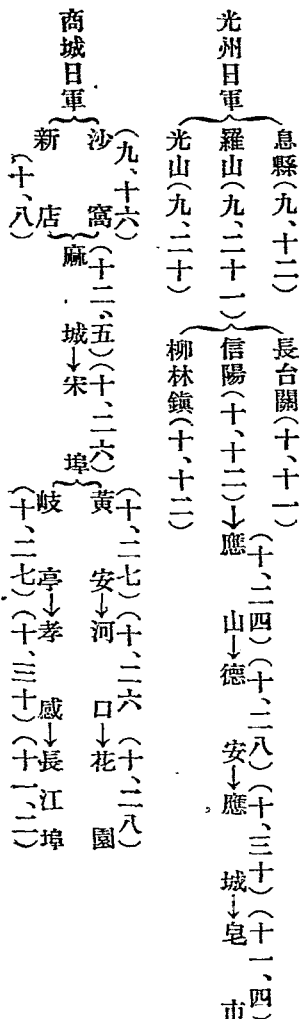 光州日軍
息縣（九、十二）
羅山（九、二十一）
光山（九、二十）
長台關（十、十一）
信陽（十、十二）→應山→德安→應城→皂市
（十、二四）（十、二八）（十、三十）（十一、四）
柳林鎮（十、十二）
商城日軍
（九、十六）
沙窩
新店
（十、八）
（十二、五）（十、二六）
麻城→宋埠
（十、二七）（十、二六）（十、二八）
黃安→河口→花園
岐亭→孝感→長江埠
（十、二七）（十、三十）（十一、二）